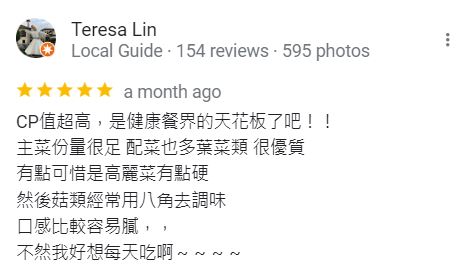 Teresa Lin
Local Guide · 154 reviews · 595 photos
a month ago
CP值超高，是健康餐界的天花板了吧！！
主菜份量很足 配菜也多葉菜類 很優質
有點可惜是高麗菜有點硬
然後菇類經常用八角去調味
口感比較容易膩，，
不然我好想每天吃啊～～～～